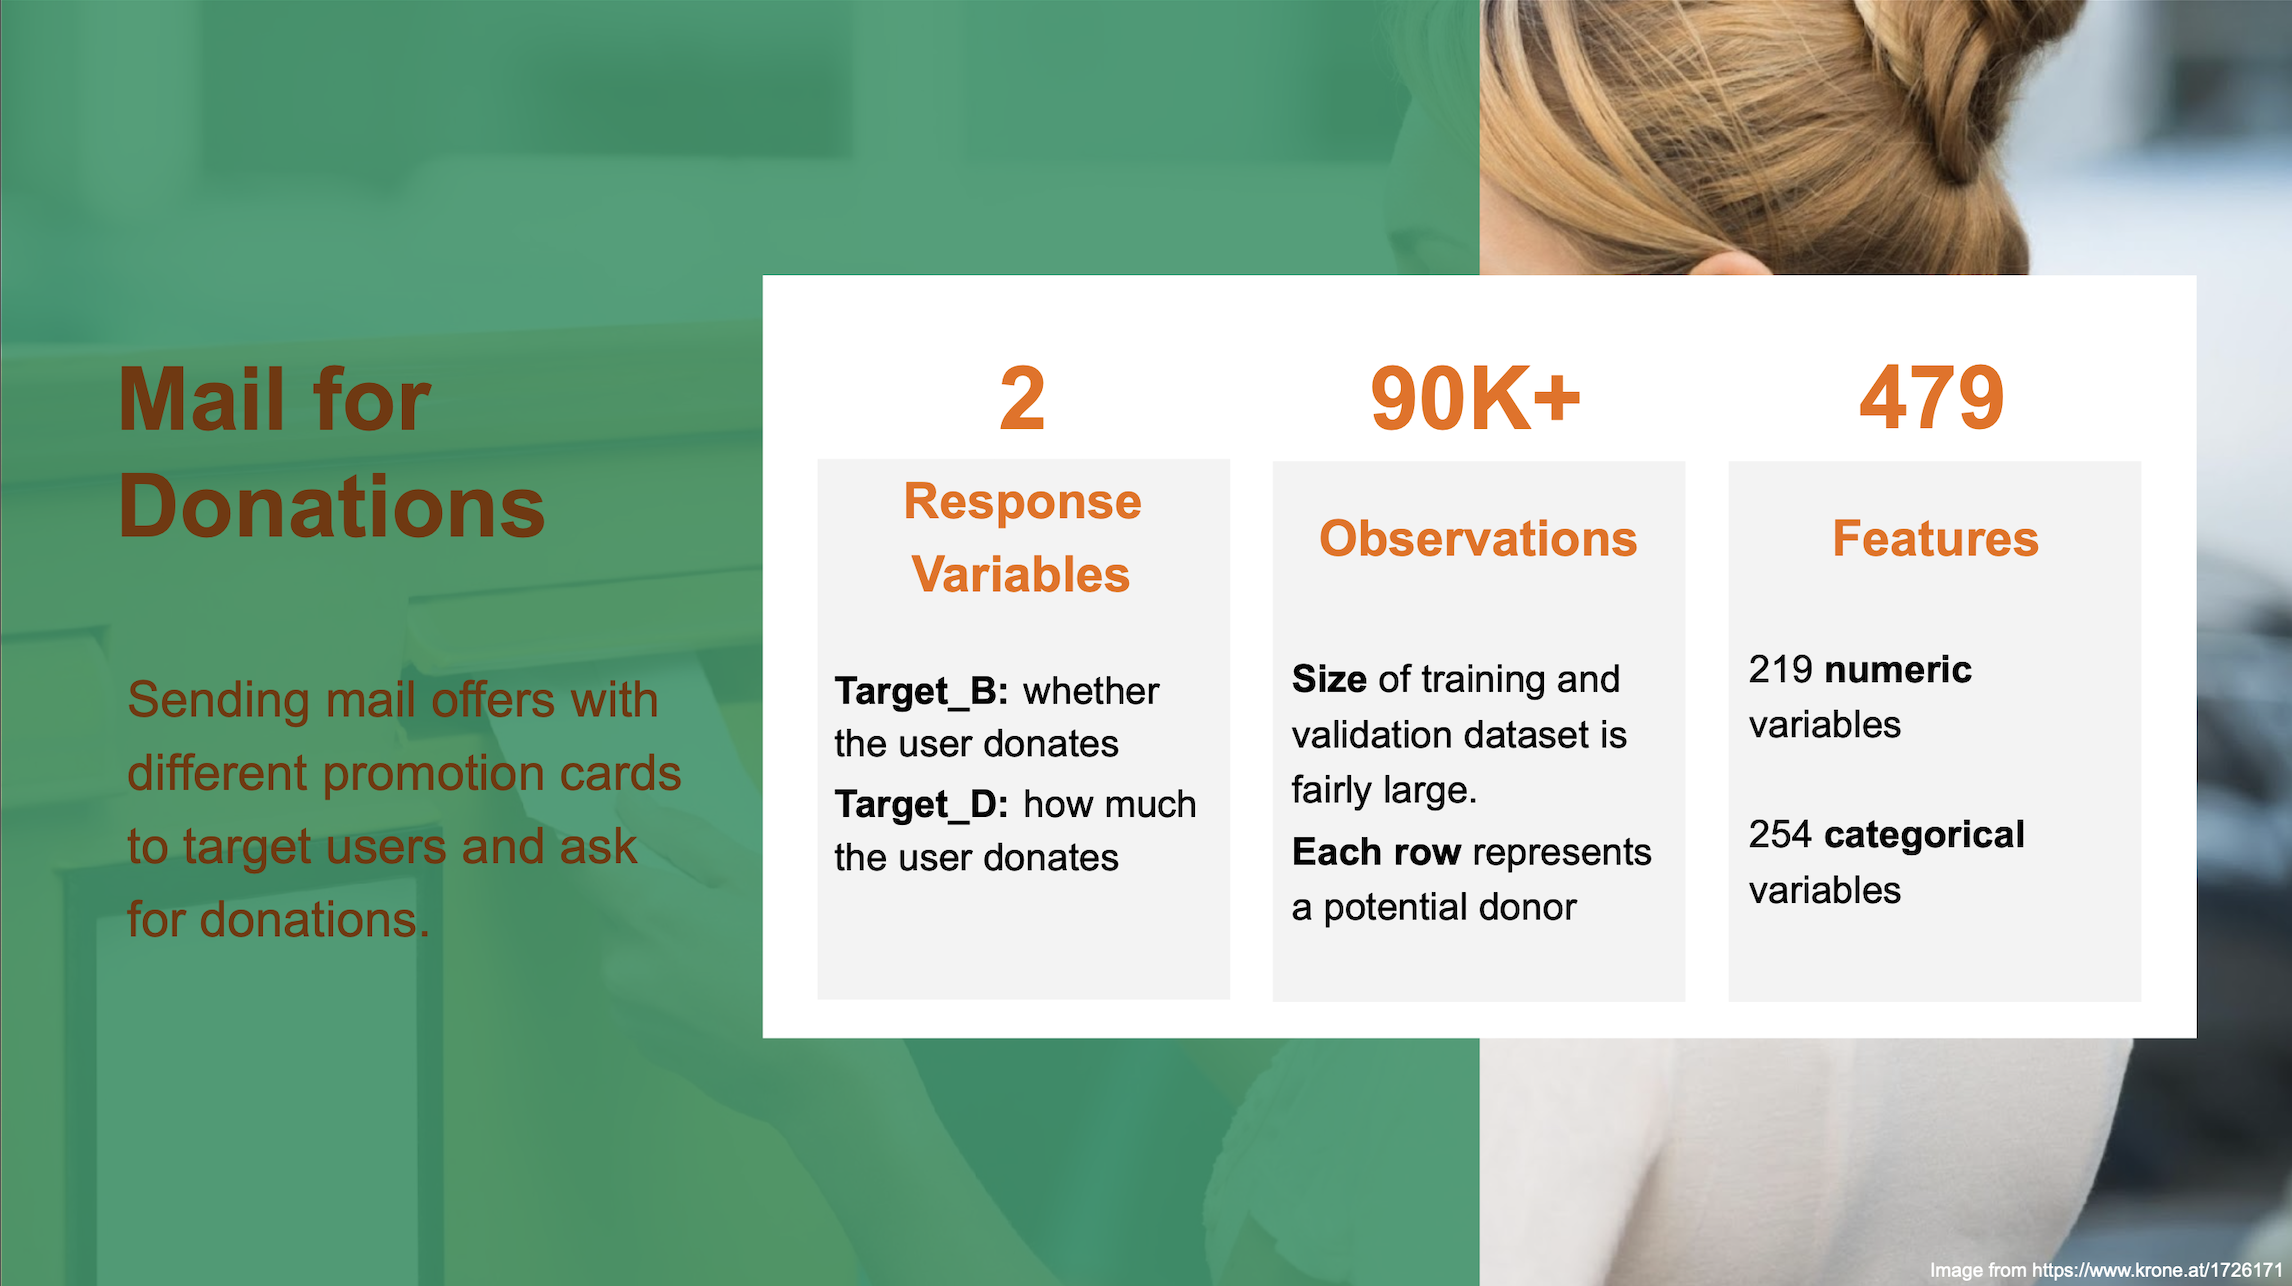 Mail for
Donations
Sending mail offers with
different promotion cards
to target users and ask
for donations.
2
Response
Variables
Target_B: whether
the user donates
Target_D: how much
the user donates
90K+
Observations
Size of training and
validation dataset is
fairly large.
Each row represents
a potential donor
479
Features
219 numeric
variables
254 categorical
variables
Image from https://www.krone.at/1726171